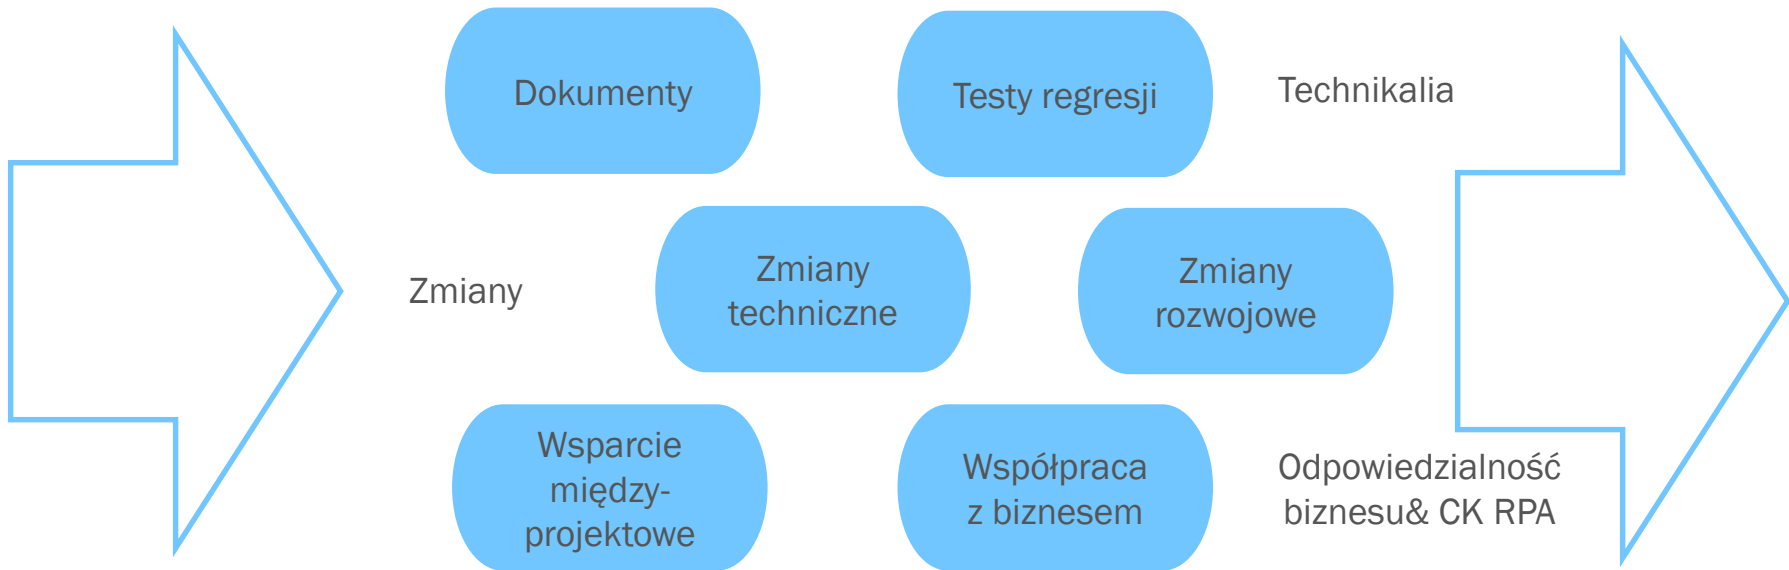 Dokumenty
Testy regresji
Technikalia
Zmiany
Zmiany
techniczne
Zmiany
rozwojowe
Wsparcie
między-
projektowe
Współpraca
z biznesem
Odpowiedzialność
biznesu& CK RPA